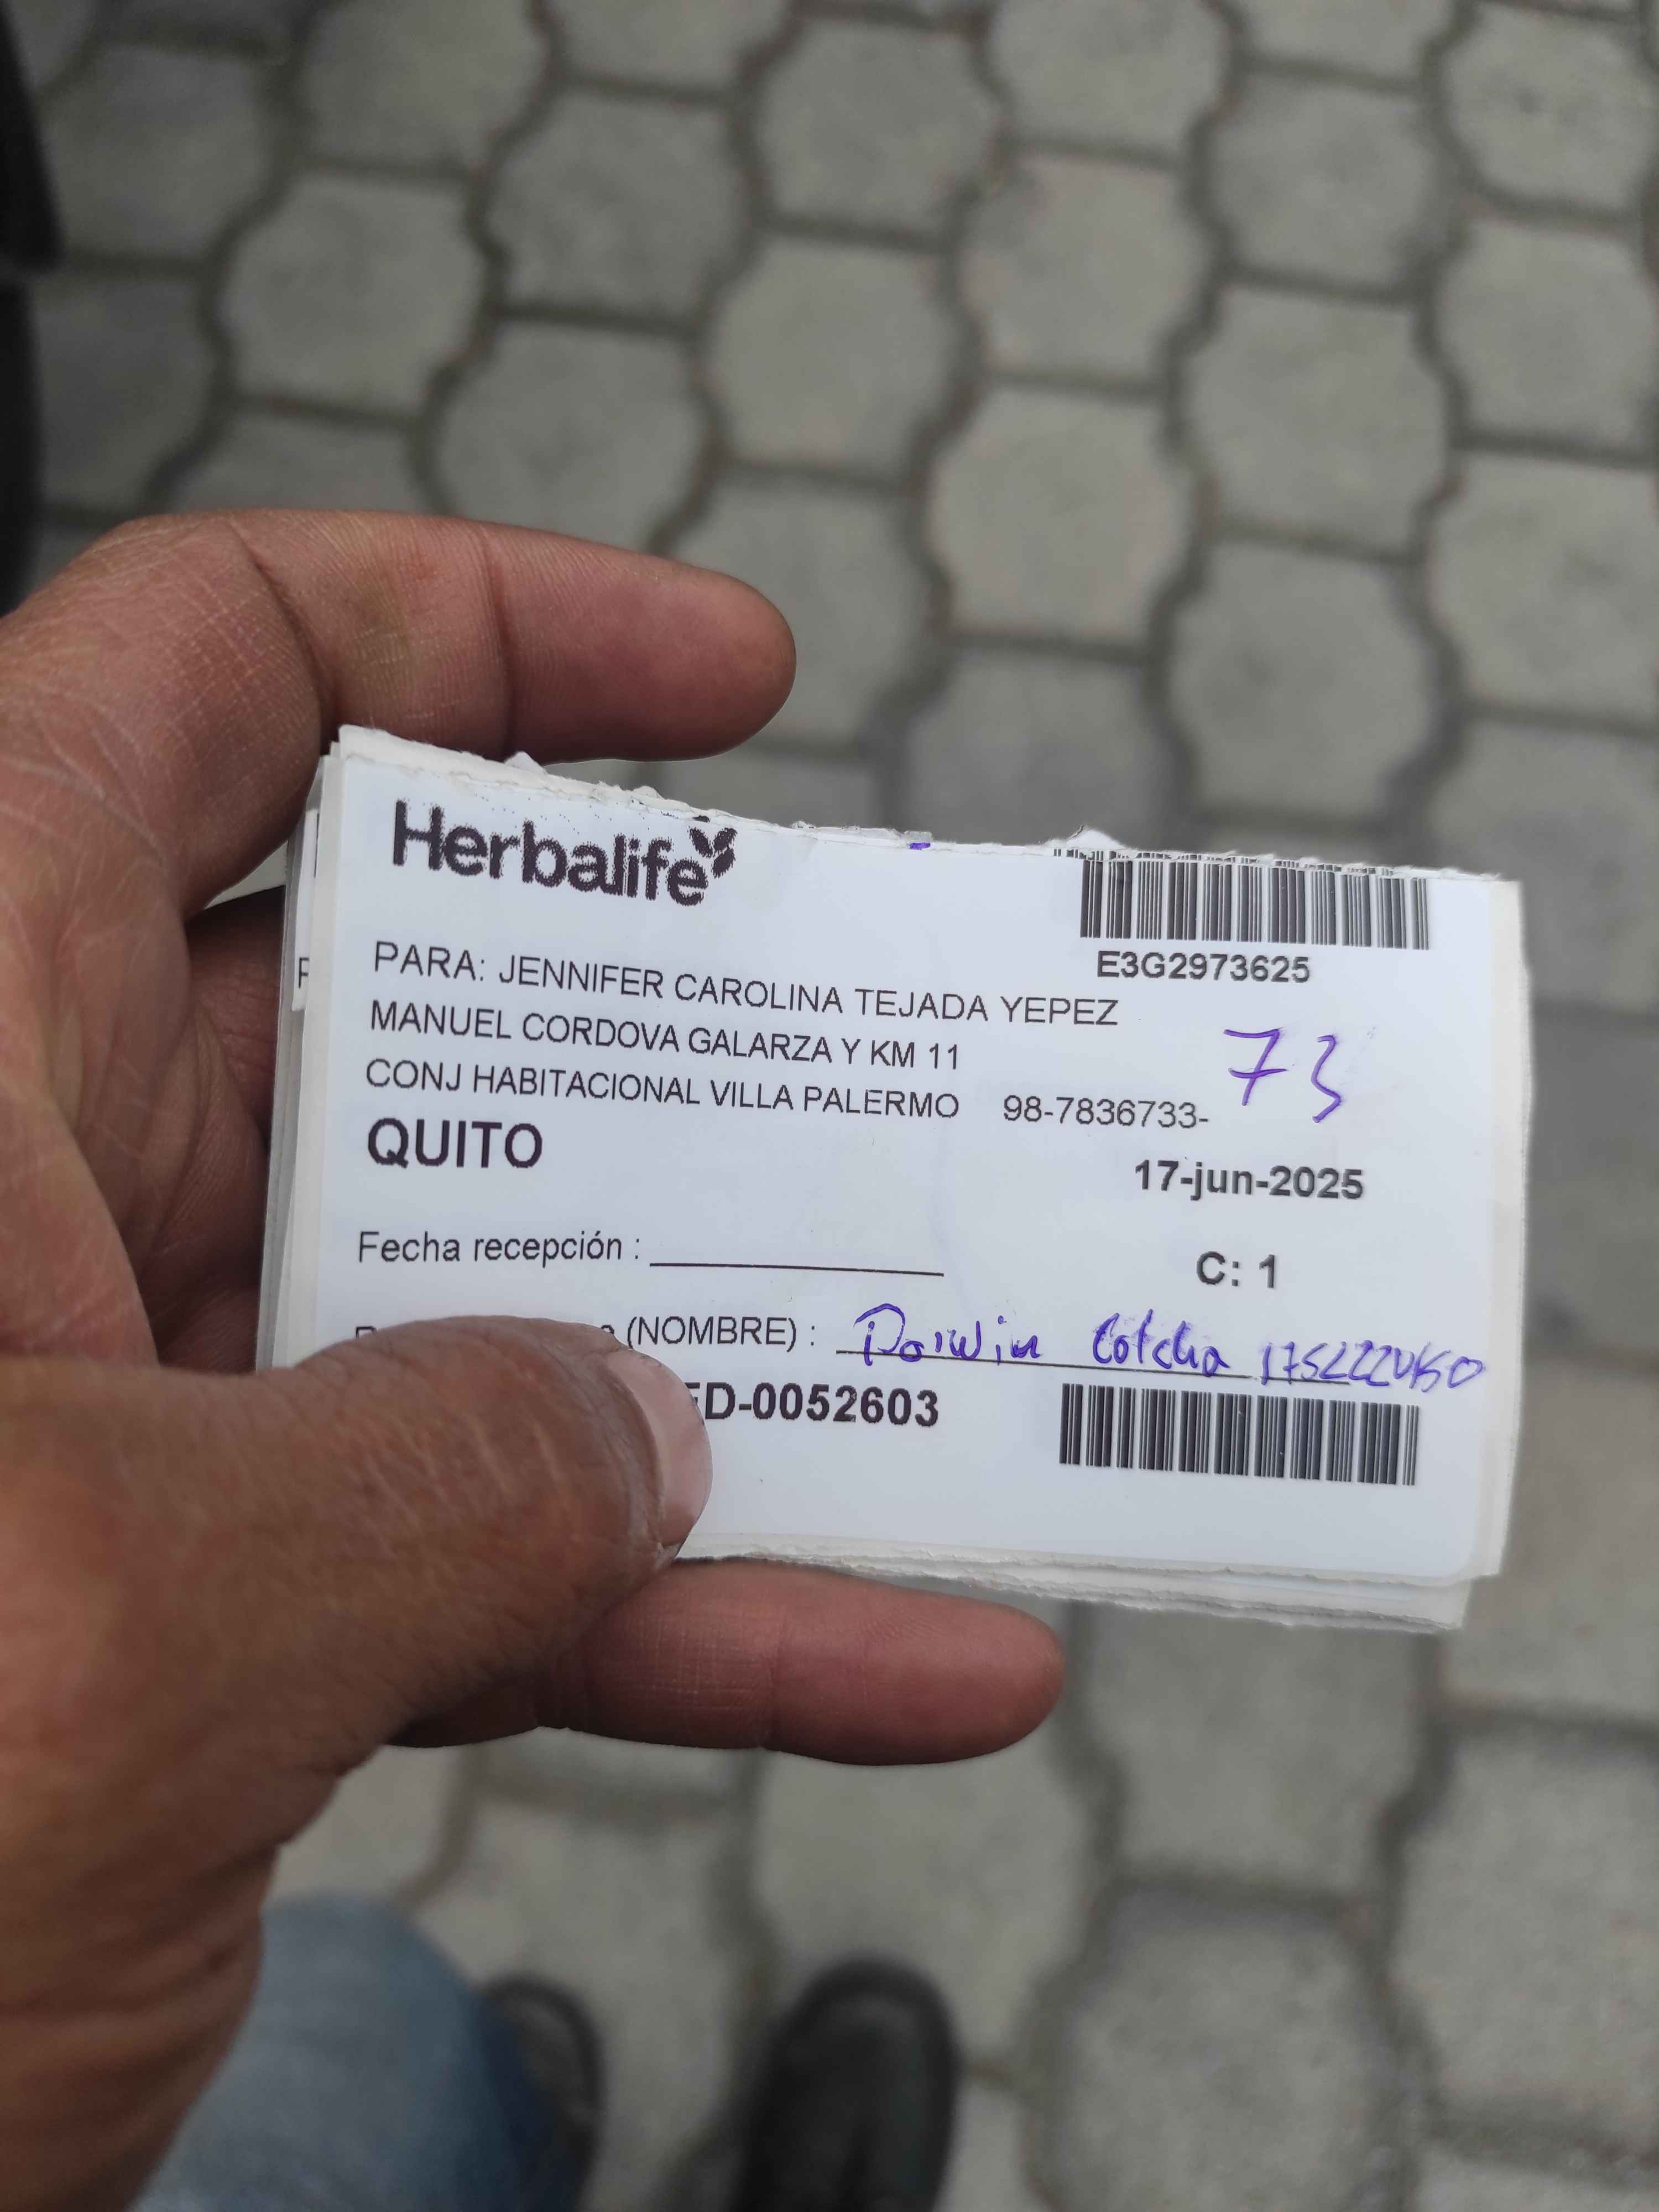 Herbalife
E3G2973625
PARA: JENNIFER CAROLINA TEJADA YEPEZ
MANUEL CORDOVA GALARZA Y KM 11
73
CONJ HABITACIONAL VILLA PALERMO 98-7836733-
QUITO
17-jun-2025
Fecha recepción :
C: 1
(NOMBRE) : Darwin
ED-0052603